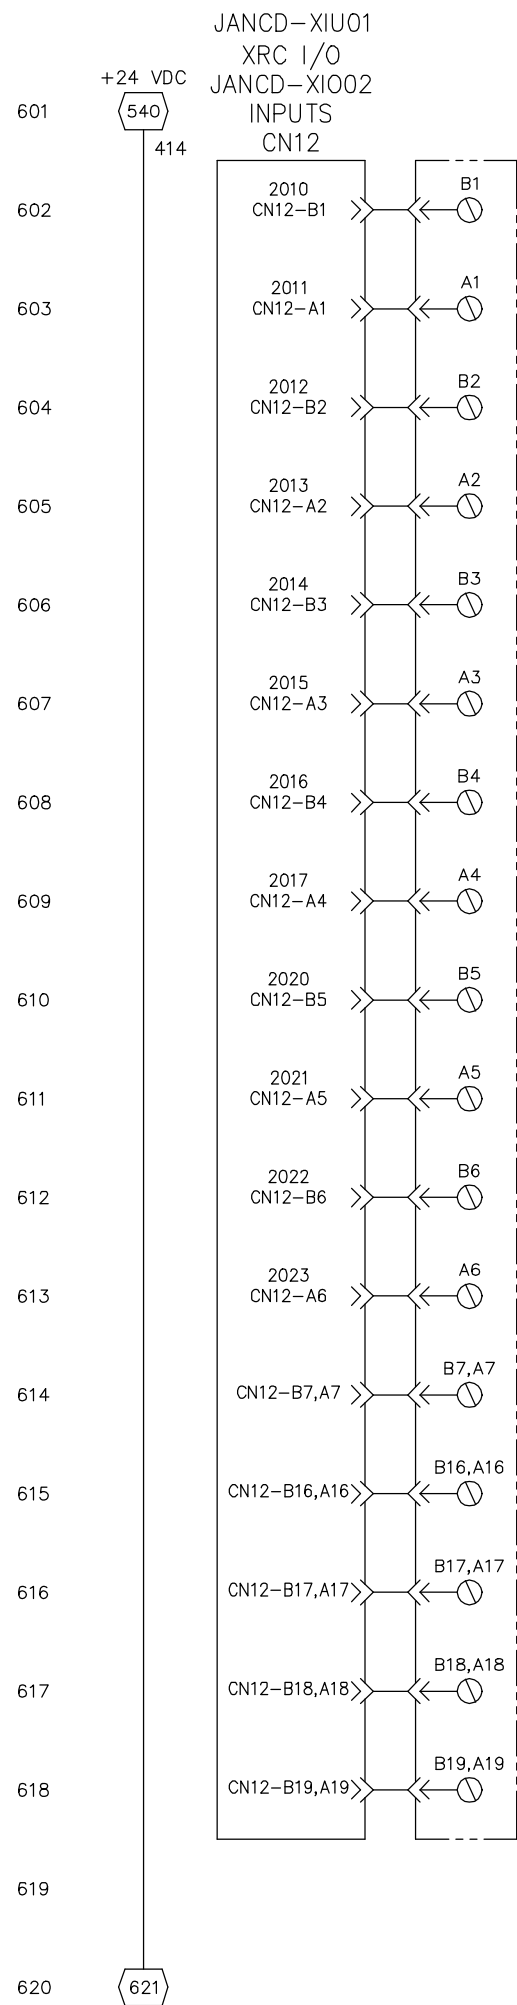 JANCD-XIU01
XRC I/O
+24 VDC
JANCD-XIO02
601
540
INPUTS
414
CN12
602
2010
CN12-B1
B1
603
2011
CN12-A1
A1
604
2012
CN12-B2
B2
605
2013
CN12-A2
A2
606
2014
CN12-B3
B3
607
2015
CN12-A3
A3
608
2016
CN12-B4
B4
609
2017
CN12-A4
A4
610
2020
CN12-B5
B5
611
2021
CN12-A5
A5
612
2022
CN12-B6
B6
613
2023
CN12-A6
A6
614
CN12-B7,A7
B7,A7
615
CN12-B16,A16
B16,A16
616
CN12-B17,A17
B17,A17
617
CN12-B18,A18
B18,A18
618
CN12-B19,A19
B19,A19
619
620
621